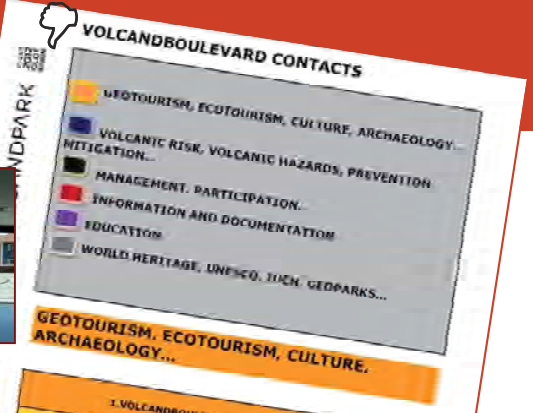 VOLCANDBOULEVARD CONTACTS
VOLCANDPARK
GEOTOURISM, ECOTOURISM, CULTURE, ARCHAEOLOGY...
VOLCANIC RISK, VOLCANIC HAZARDS, PREVENTION
MITIGATION...
MANAGEMENT, PARTICIPATION...
INFORMATION AND DOCUMENTATION
EDUCATION
WORLD HERITAGE, UNESCO, IUCN, GEOPARKS...
GEOTOURISM, ECOTOURISM, CULTURE,
ARCHAEOLOGY...